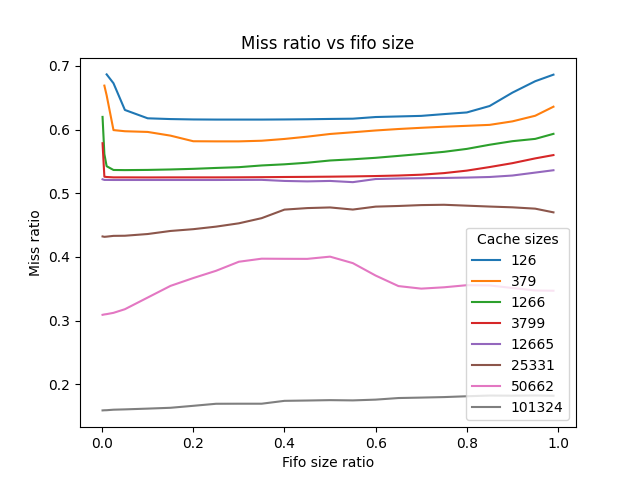 Miss ratio vs fifo size
0.7
0.6
0.5
0.4
0.3
0.2
Miss ratio
Cache sizes
126
379
1266
3799
12665
25331
50662
101324
0.0 0.2 0.4 0.6 0.8 1.0
Fifo size ratio